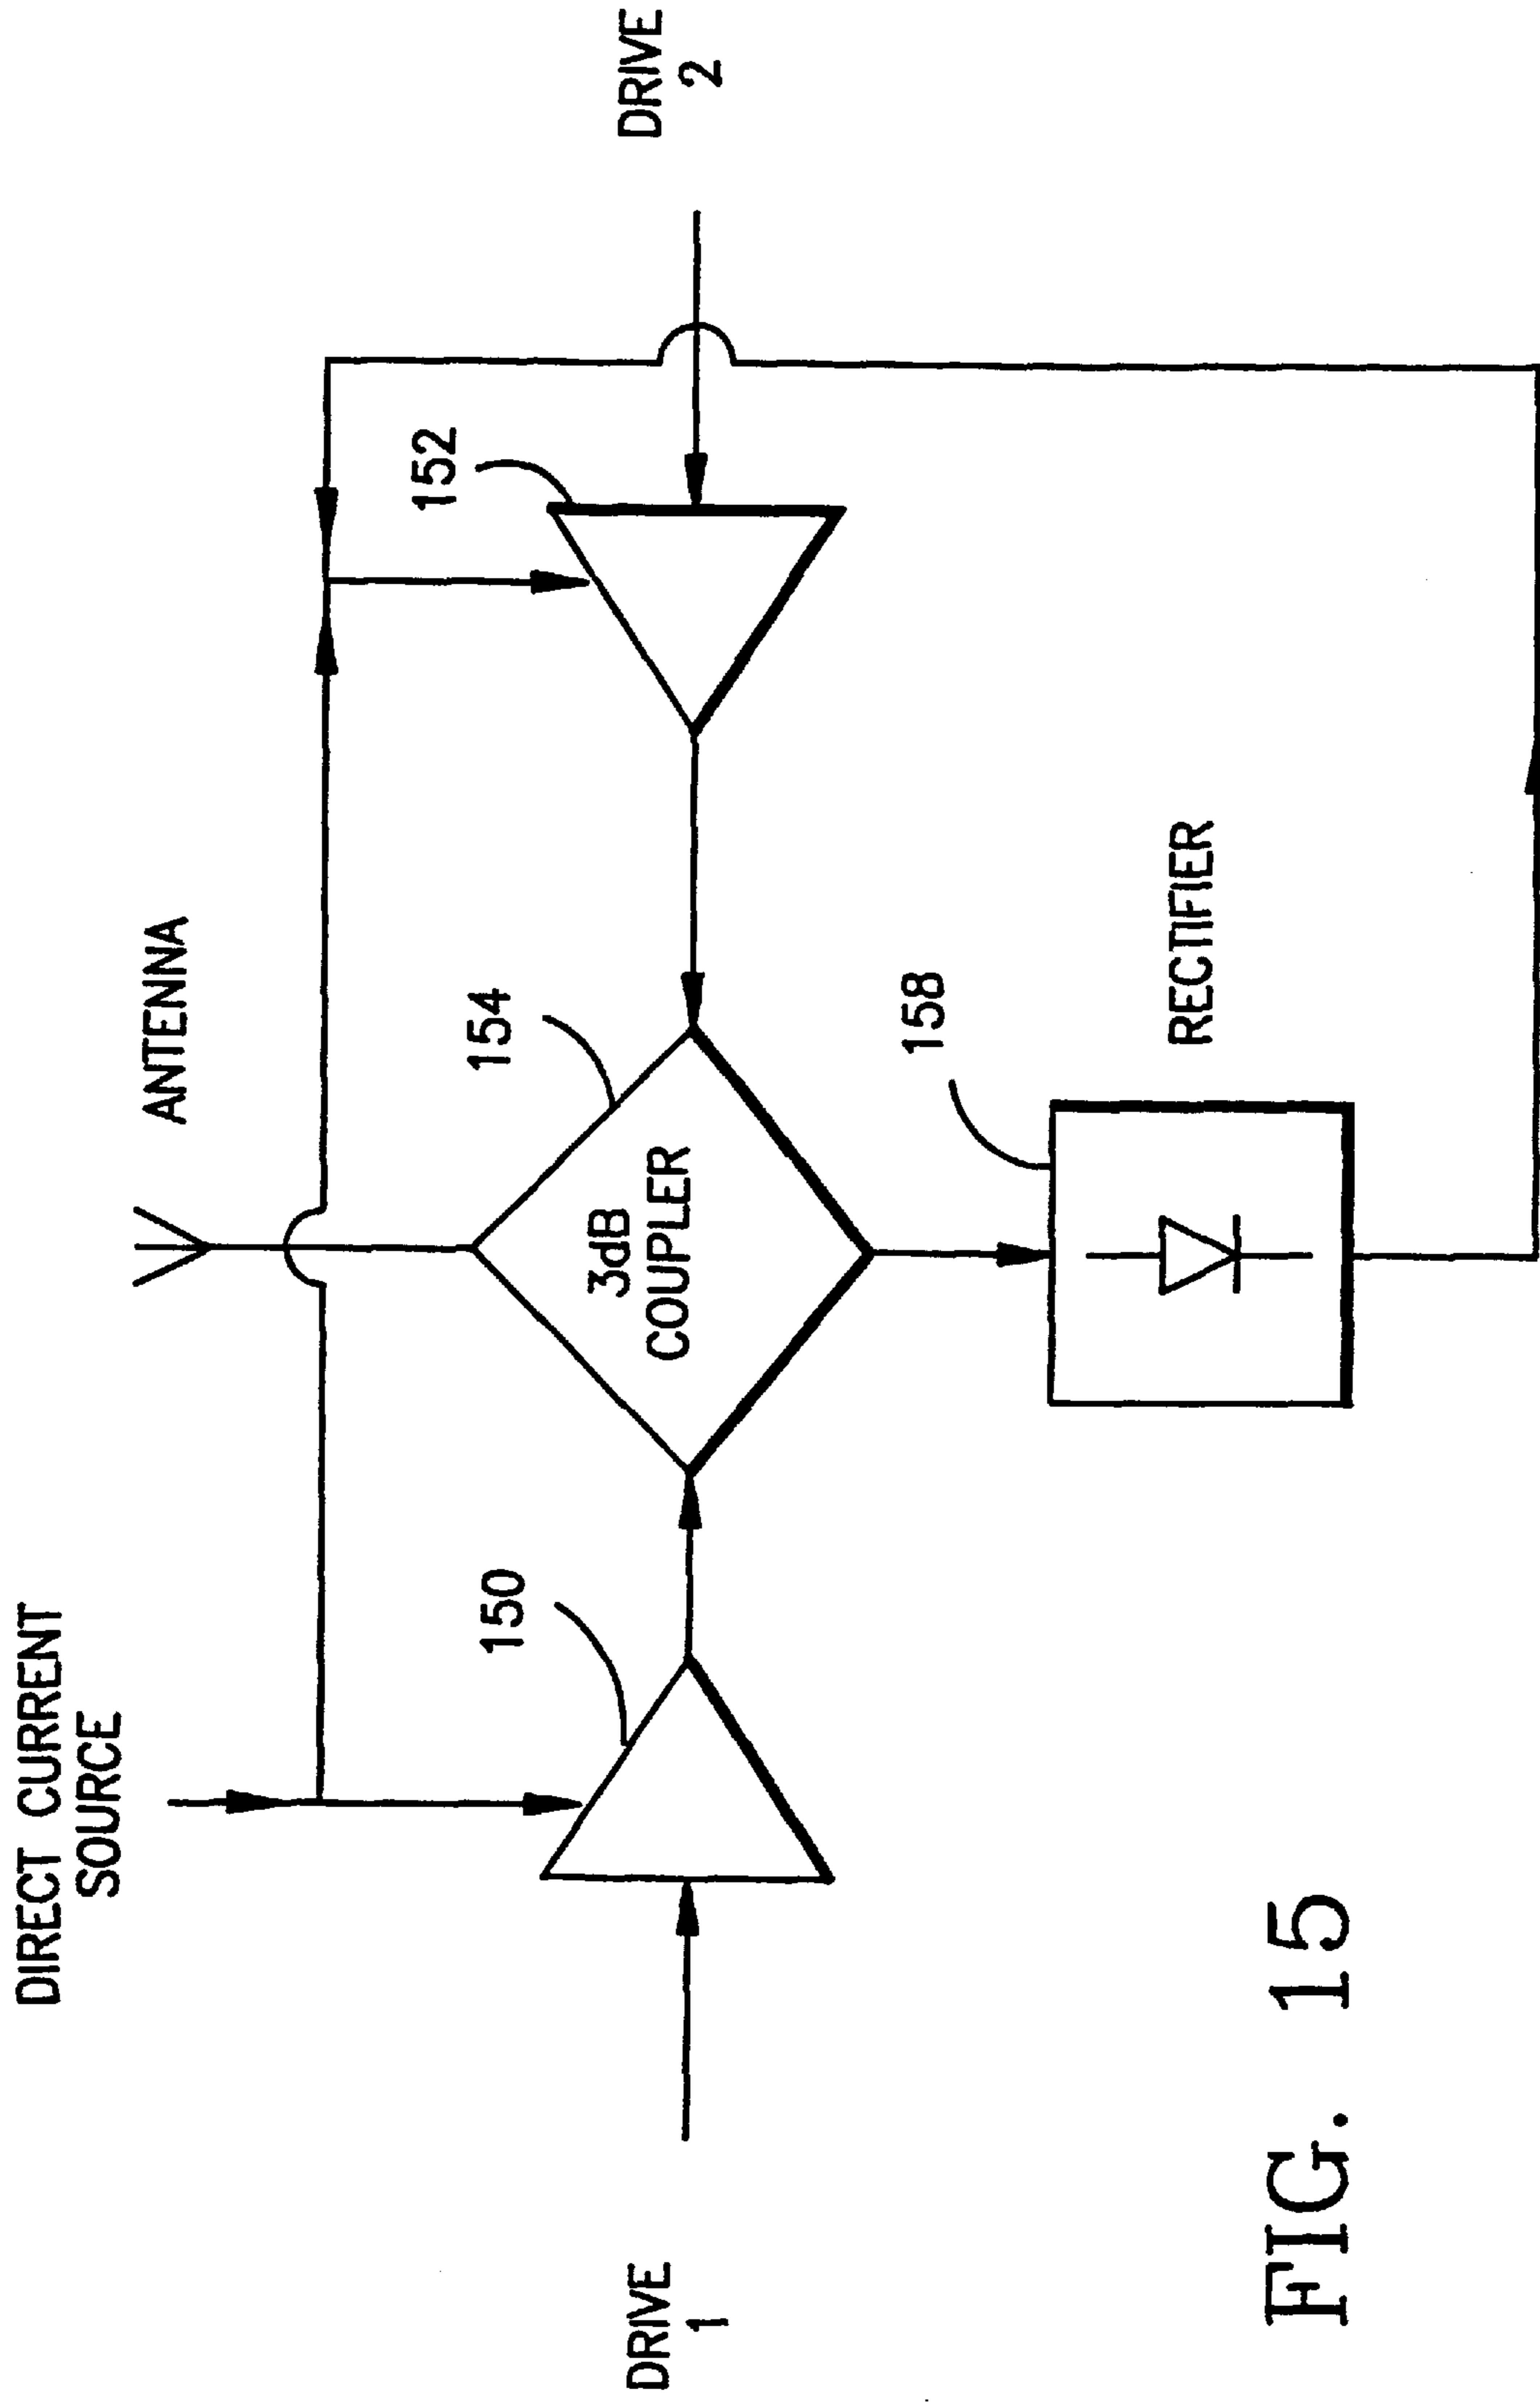 DIRECT CURRENT
SOURCE
ANTENNA
DRIVE
1
150
154
3dB
COUPLER
152
DRIVE
2
158
RECTIFIER
FIG. 15